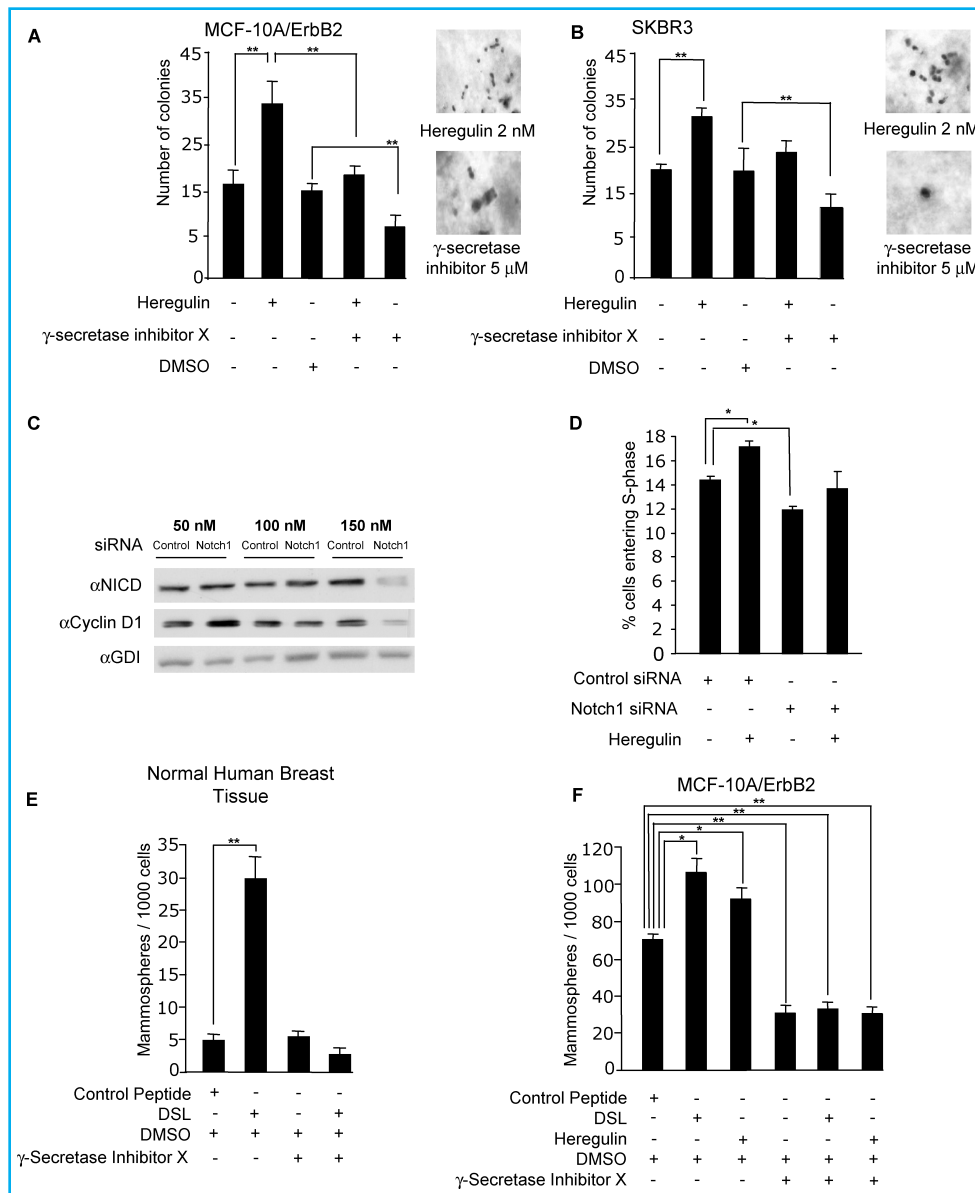 A
MCF-10A/ErbB2
Number of colonies
45
35
25
15
5
0
** ** **
Heregulin 2 nM
γ-secretase
inhibitor 5 μM
Heregulin - + - + -
γ-secretase inhibitor X - - - + +
DMSO - - + - -
B
SKBR3
Number of colonies
45
35
25
15
5
0
** **
Heregulin 2 nM
γ-secretase
inhibitor 5 μM
Heregulin - + - + -
γ-secretase inhibitor X - - - + +
DMSO - - + - -
C
50 nM 100 nM 150 nM
siRNA Control Notch1 Control Notch1 Control Notch1
αNICD
αCyclin D1
αGDI
D
% cells entering S-phase
18
16
14
12
10
8
6
4
2
0
* *
Control siRNA + + - -
Notch1 siRNA - - + +
Heregulin - + - +
E
Normal Human Breast
Tissue
Mammospheres / 1000 cells
35
30
25
20
15
10
5
0
**
Control Peptide + - - -
DSL - + - +
DMSO + + + +
γ-Secretase Inhibitor X - - + +
F
MCF-10A/ErbB2
Mammospheres / 1000 cells
120
100
80
60
40
20
0
** ** ** * *
Control Peptide + - - - - -
DSL - + - - + -
Heregulin - - + - - +
DMSO + + + + + +
γ-Secretase Inhibitor X - - - + + +